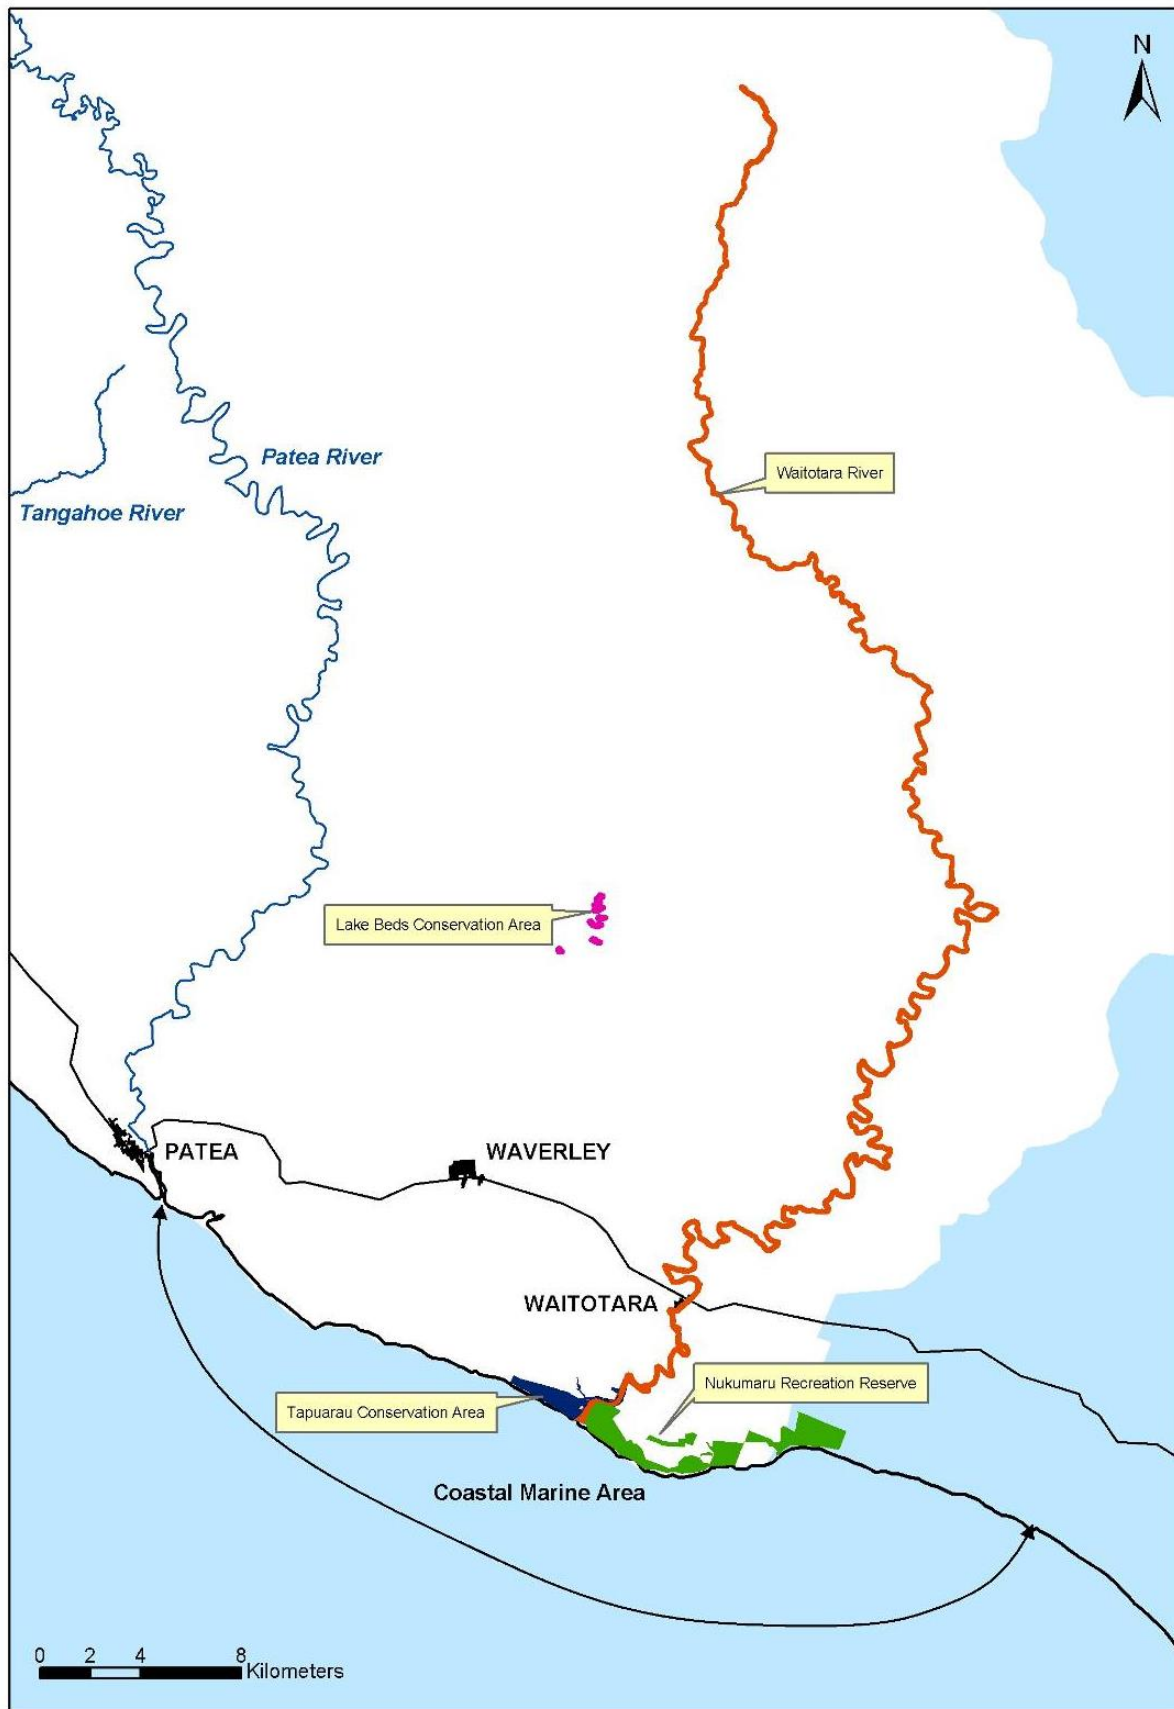 N
Patea River
Waitotara River
Tangahoe River
Lake Beds Conservation Area
PATEA
WAVERLEY
WAITOTARA
Nukumaru Recreation Reserve
Tapuarau Conservation Area
Coastal Marine Area
0 2 4 8
Kilometers